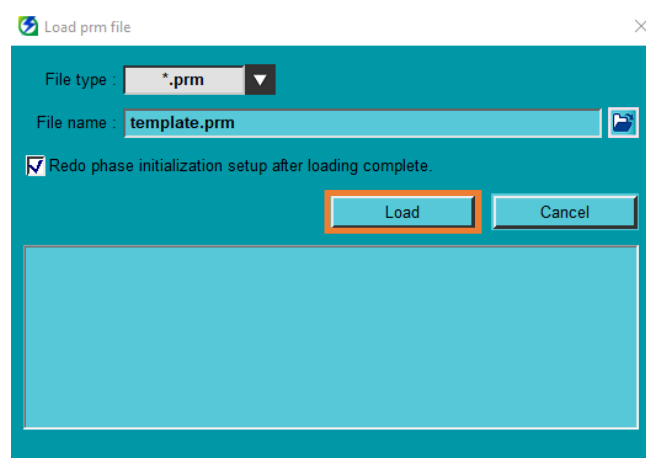 Load prm file
File type : *.prm
File name : template.prm
Redo phase initialization setup after loading complete.
Load Cancel